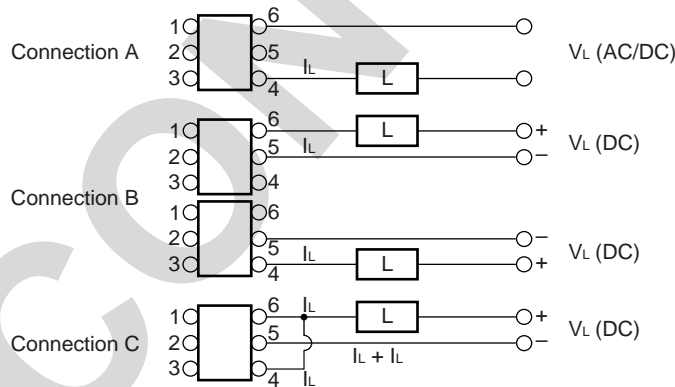 Connection A
1 6
2 5
3 4
IL L
VL (AC/DC)
Connection B
1 6
2 5
3 4
L IL
+
–
VL (DC)
1 6
2 5
3 4
IL L
–
+
VL (DC)
Connection C
1 6
2 5
3 4
IL L
IL + IL
IL
+
–
VL (DC)
CON